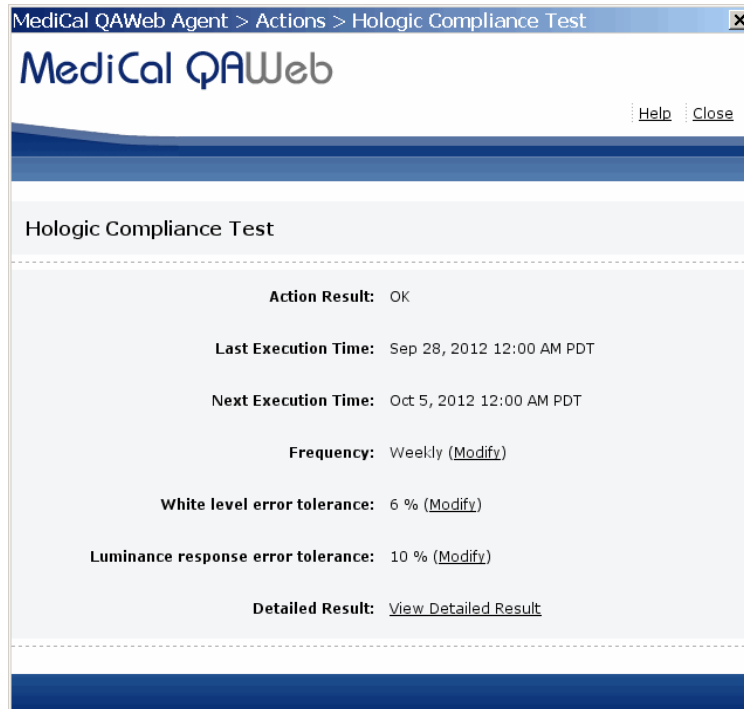 MediCal QAWeb Agent > Actions > Hologic Compliance Test
MediCal QAWeb
Help Close
Hologic Compliance Test
Action Result: OK
Last Execution Time: Sep 28, 2012 12:00 AM PDT
Next Execution Time: Oct 5, 2012 12:00 AM PDT
Frequency: Weekly (Modify)
White level error tolerance: 6 % (Modify)
Luminance response error tolerance: 10 % (Modify)
Detailed Result: View Detailed Result